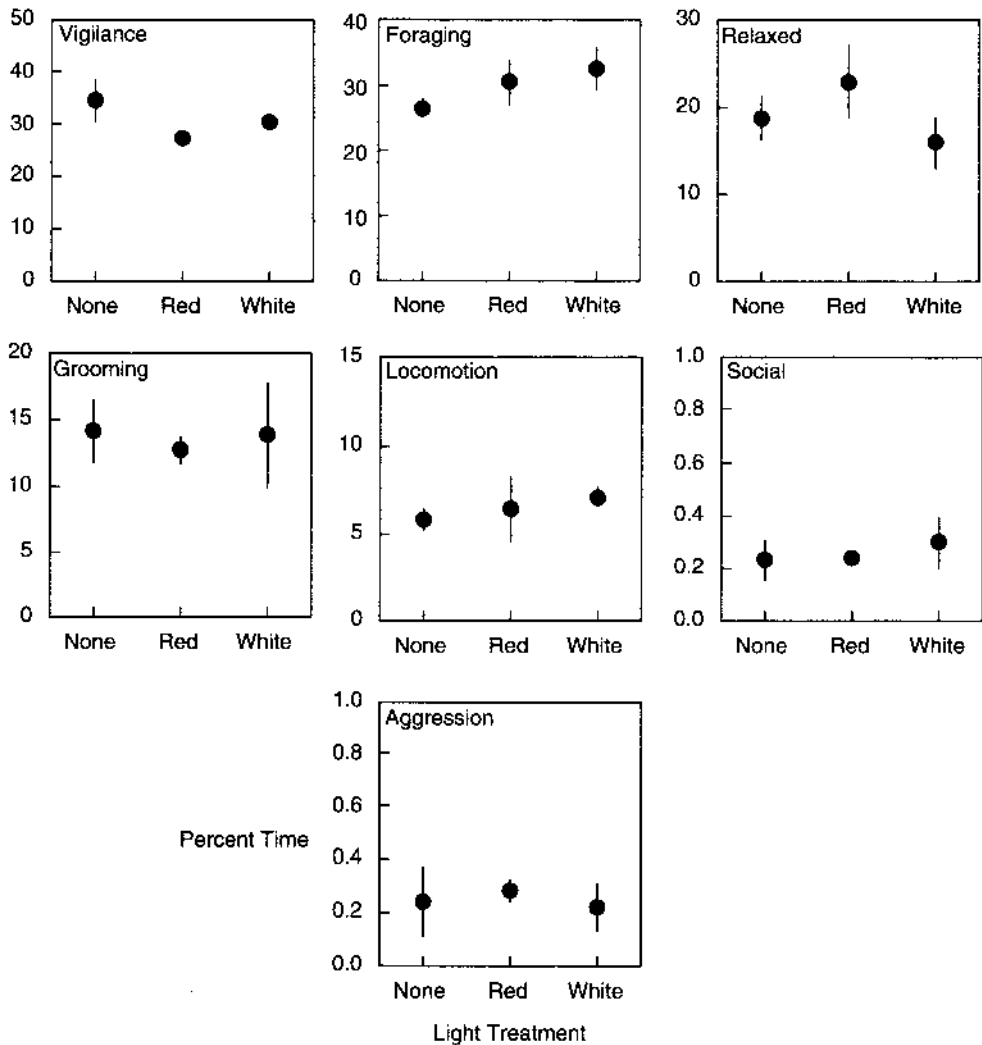 Vigilance
50
40
30
20
10
0
None Red White
Foraging
40
30
20
10
0
None Red White
Relaxed
30
20
10
0
None Red White
Grooming
20
15
10
5
0
None Red White
Locomotion
15
10
5
0
None Red White
Social
1.0
0.8
0.6
0.4
0.2
0.0
None Red White
Aggression
1.0
0.8
0.6
0.4
0.2
0.0
Percent Time
None Red White
Light Treatment